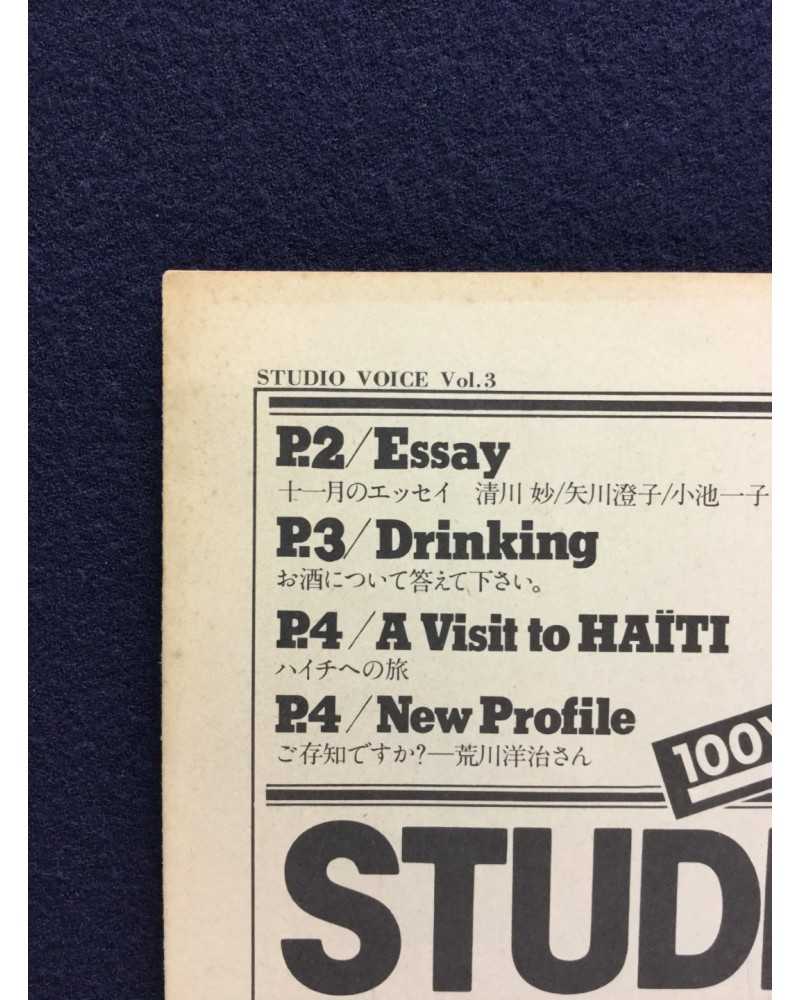 STUDIO VOICE Vol.3
P.2/Essay
十一月のエッセイ 清川 妙/矢川澄子/小池一子
P.3/Drinking
お酒について答えて下さい。
P.4/A Visit to HAÏTI
ハイチへの旅
P.4/New Profile
ご存知ですか?—荒川洋治さん
100Y
STUD